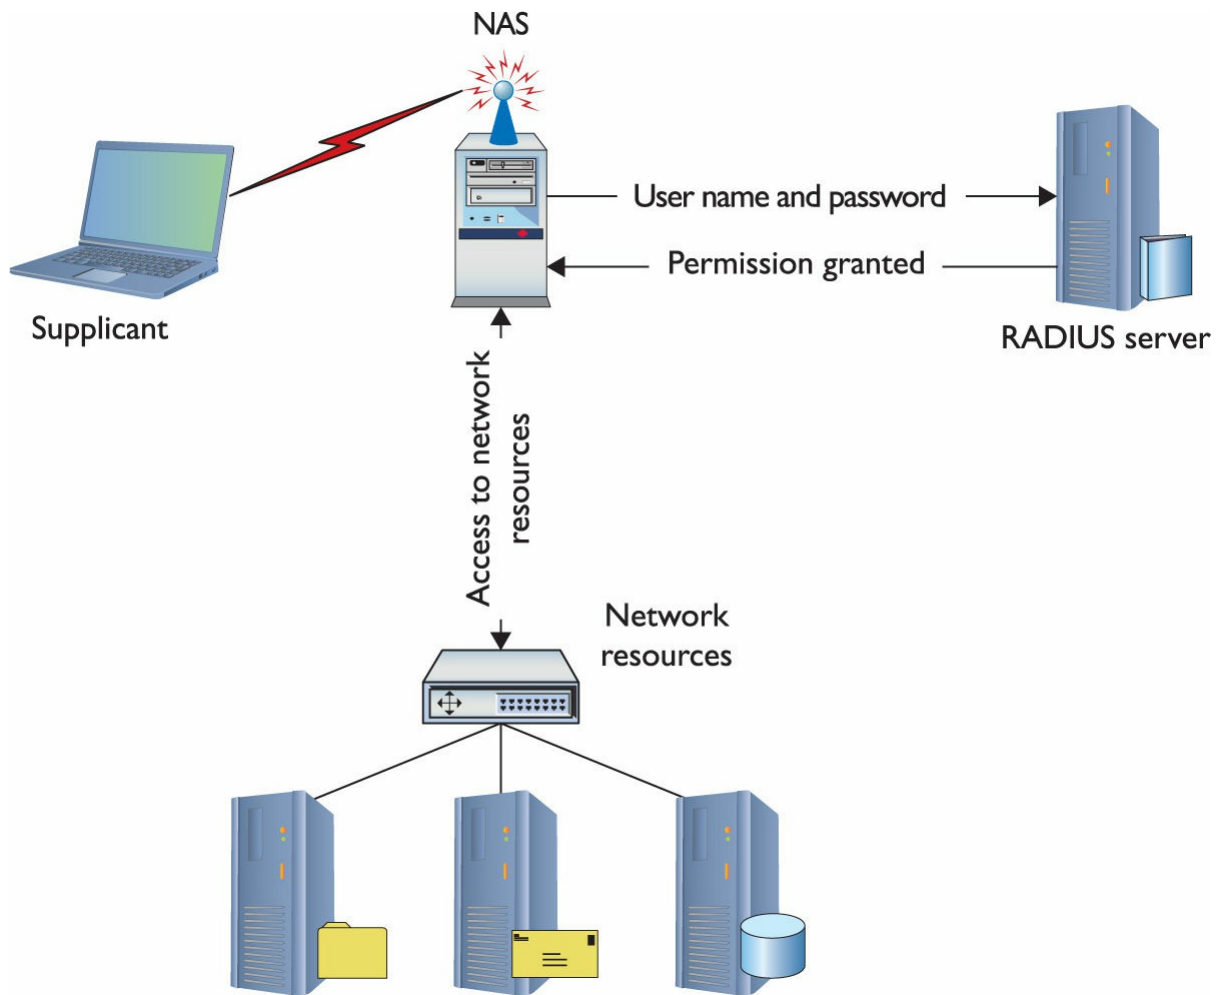 NAS
User name and password
Permission granted
Supplicant
RADIUS server
Access to network
resources
Network
resources